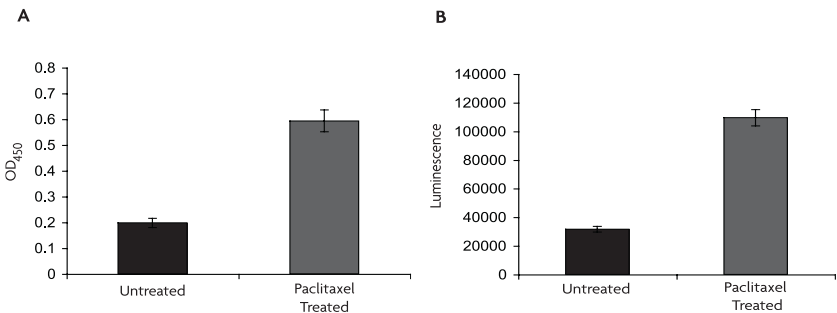 A
OD450
0.8
0.7
0.6
0.5
0.4
0.3
0.2
0.1
0
Untreated
Paclitaxel
Treated
B
Luminescence
140000
120000
100000
80000
60000
40000
20000
0
Untreated
Paclitaxel
Treated